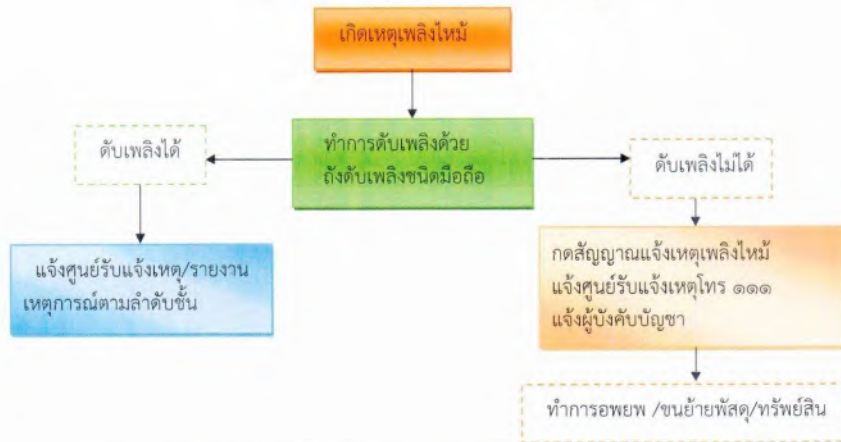 เกิดเหตุเพลิงไหม้
ทำการดับเพลิงด้วย
ถังดับเพลิงชนิดมือถือ
ดับเพลิงได้
ดับเพลิงไม่ได้
แจ้งศูนย์รับแจ้งเหตุ/รายงาน
เหตุการณ์ตามลำดับชั้น
กดสัญญาณแจ้งเหตุเพลิงไหม้
แจ้งศูนย์รับแจ้งเหตุโทร ๑๑๑
แจ้งผู้บังคับบัญชา
ทำการอพยพ /ขนย้ายพัสดุ/ทรัพย์สิน